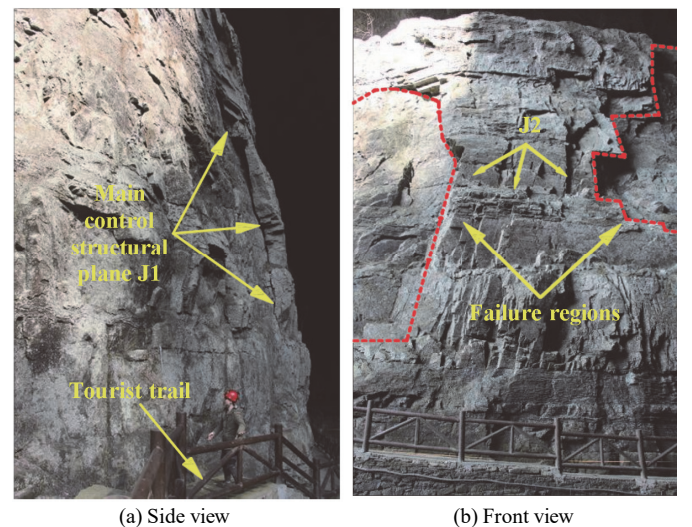 Main
control
structural
plane J1
Tourist trail
J2
Failure regions
(a) Side view
(b) Front view